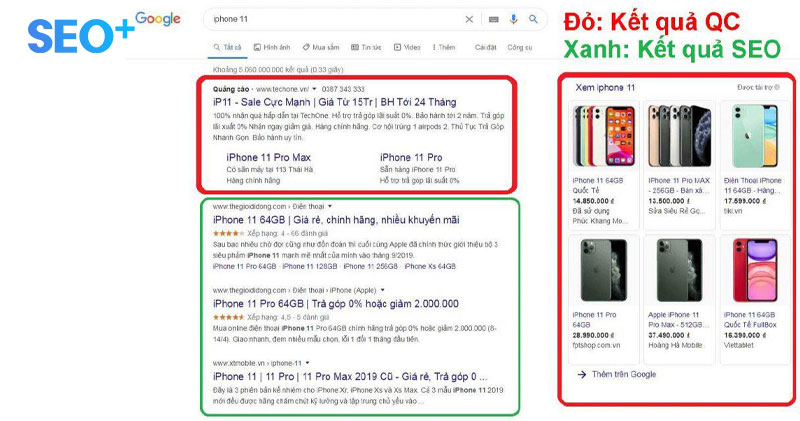 SEO+
Google
iphone 11
Đỏ: Kết quả QC
Xanh: Kết quả SEO
Tất cả
Hình ảnh
Mua sắm
Tin tức
Video
Thêm
Cài đặt
Công cụ
Khoảng 5.060.000.000 kết quả (0,33 giây)
Quảng cáo · www.techone.vn/ 0387 343 333
iP11 - Sale Cực Mạnh | Giá Từ 15Tr | BH Tới 24 Tháng
100% nhân quà hấp dẫn tại TechOne. Hỗ trợ trả góp lãi suất 0%. Bảo hành tới 2 năm. Trả góp
lãi xuất 0% Nhận ngay giảm giá. Hàng chính hãng. Cơ hội trúng 1 airpods 2. Thủ Tục Trả Góp
Nhanh Gọn. Bảo hành uy tín.
iPhone 11 Pro Max
Có sẵn máy tại 113 Thái Hà
Hàng chính hãng
iPhone 11 Pro
Sẵn hàng iPhone 11 Pro
Hỗ trợ trả góp lãi suất 0%
www.thegioididong.com › Điện thoại
iPhone 11 64GB | Giá rẻ, chính hãng, nhiều khuyến mãi
Xếp hạng: 4 - 66 đánh giá
Sau bao nhiêu chờ đợi cũng như đồn đoán thì cuối cùng Apple đã chính thức giới thiệu bộ 3
siêu phẩm iPhone 11 mạnh mẽ nhất của mình vào tháng 9/2019.
iPhone 11 Pro 64GB · iPhone 11 128GB · iPhone 11 256GB · iPhone Xs 64GB
www.thegioididong.com › Điện thoại › iPhone (Apple)
iPhone 11 Pro 64GB | Trả góp 0% hoặc giảm 2.000.000
Xếp hạng: 4,5 - 5 đánh giá
Mua online điện thoại iPhone 11 Pro 64GB chính hãng trả góp 0% hoặc giảm 2.000.000 (8-
14/4). Giao nhanh, đem nhiều mẫu chọn, lỗi 1 đổi 1 tháng đầu tiên.
www.xtmobile.vn › iphone-11
iPhone 11 | 11 Pro | 11 Pro Max 2019 Cũ - Giá rẻ, Trả góp 0 ...
Đây là 3 phiên bản kế nhiệm cho iPhone Xr, iPhone Xs và Xs Max. Cả 3 mẫu iPhone 11 2019
mới đều được hãng chăm chút kỹ lưỡng và tập trung chủ yếu vào ...
Xem iphone 11
Được tài trợ
iPhone 11 64GB
Quốc Tế
14.850.000 ₫
Đã sử dụng
Phúc Khang Mo...
iPhone 11 Pro MAX
- 256GB - Bán xả...
13.500.000 ₫
Sửa Siêu Rẻ Gọ...
Điện Thoại iPhone
11 64GB - Hàng...
17.599.000 ₫
tiki.vn
iPhone 11 Pro
64GB
28.990.000 ₫
fptshop.com.vn
Apple iPhone 11
Pro Max - 512G...
37.490.000 ₫
Hoàng Hà Mobile
iPhone 11 64GB
Quốc Tế FullBox
16.390.000 ₫
Viettablet
Thêm trên Google